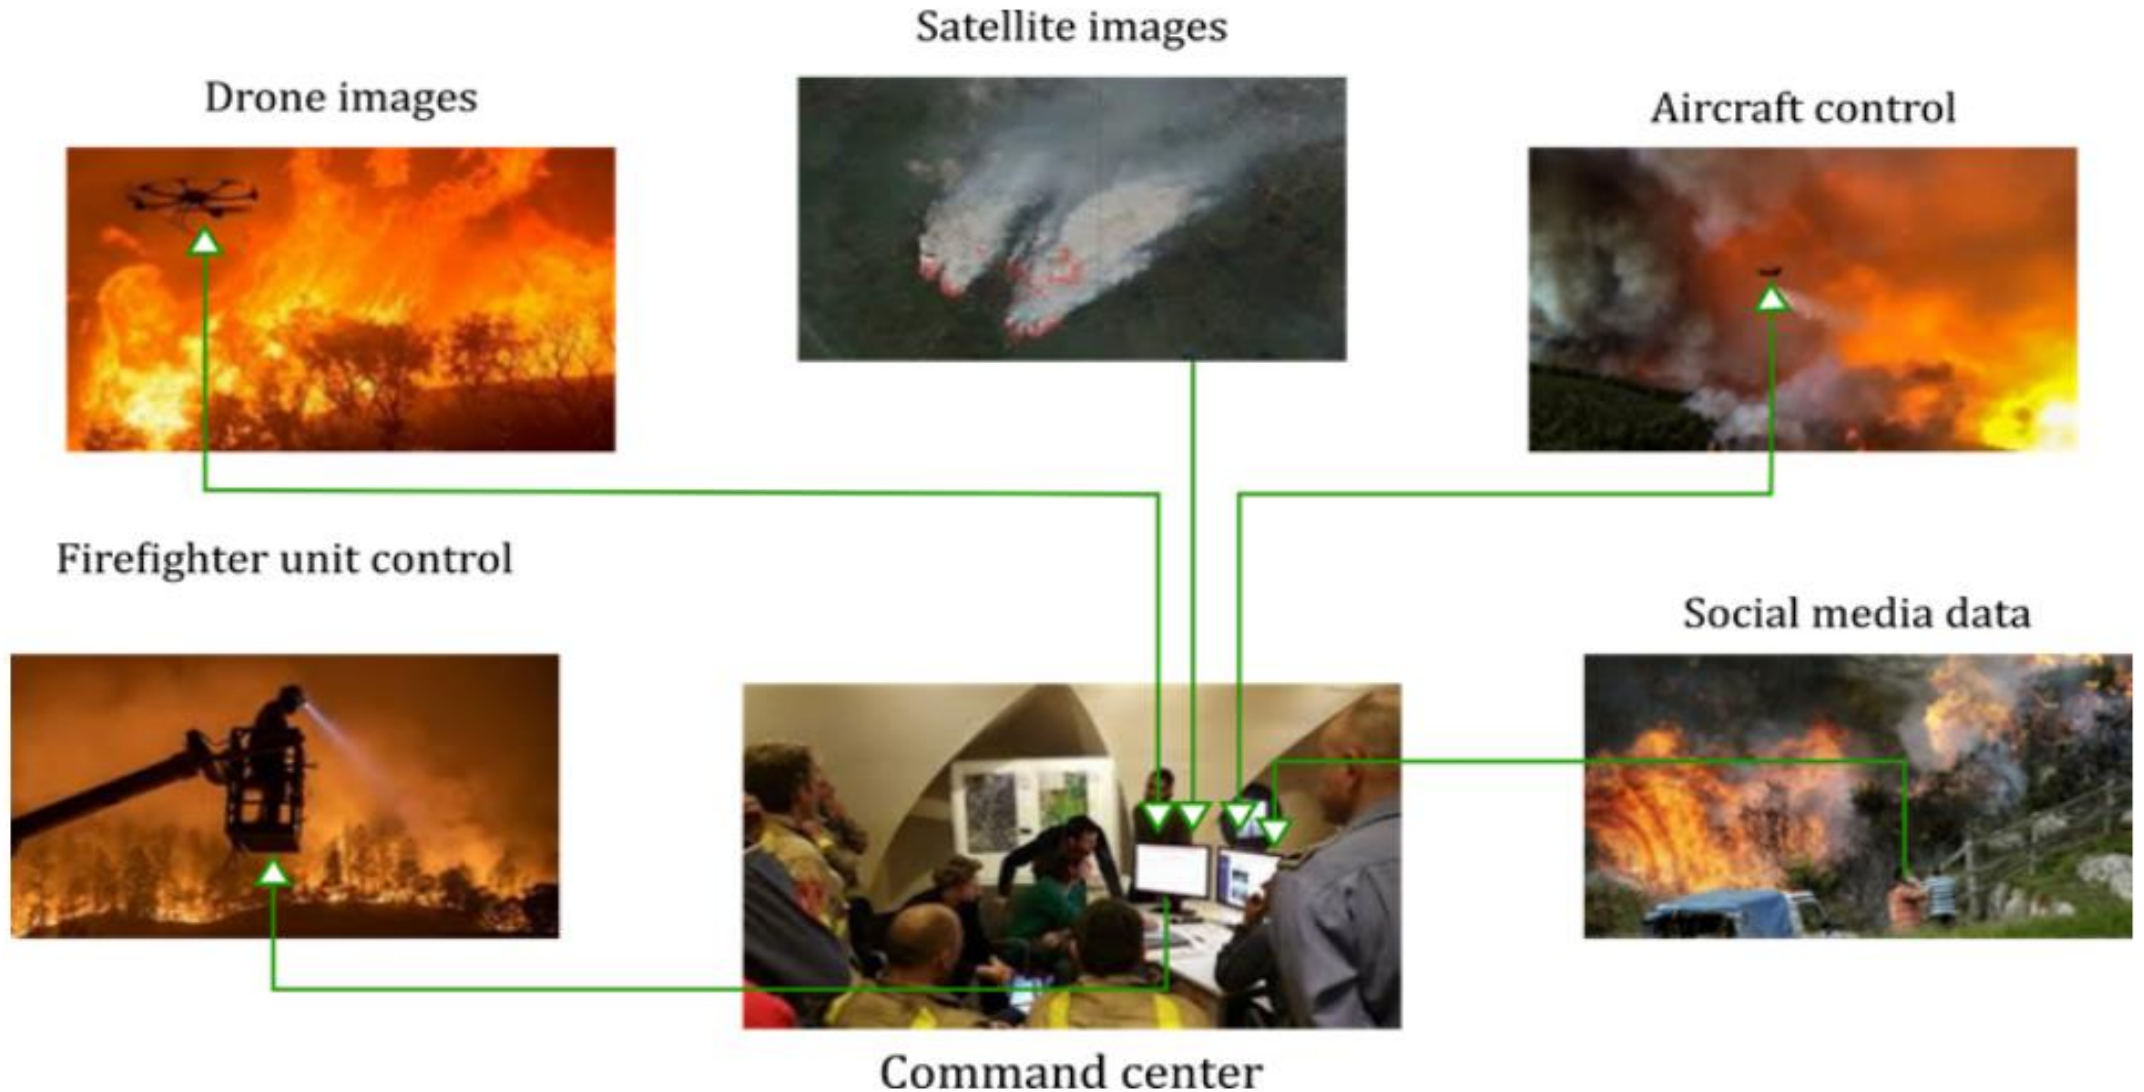 Satellite images
Drone images
Aircraft control
Firefighter unit control
Social media data
Command center